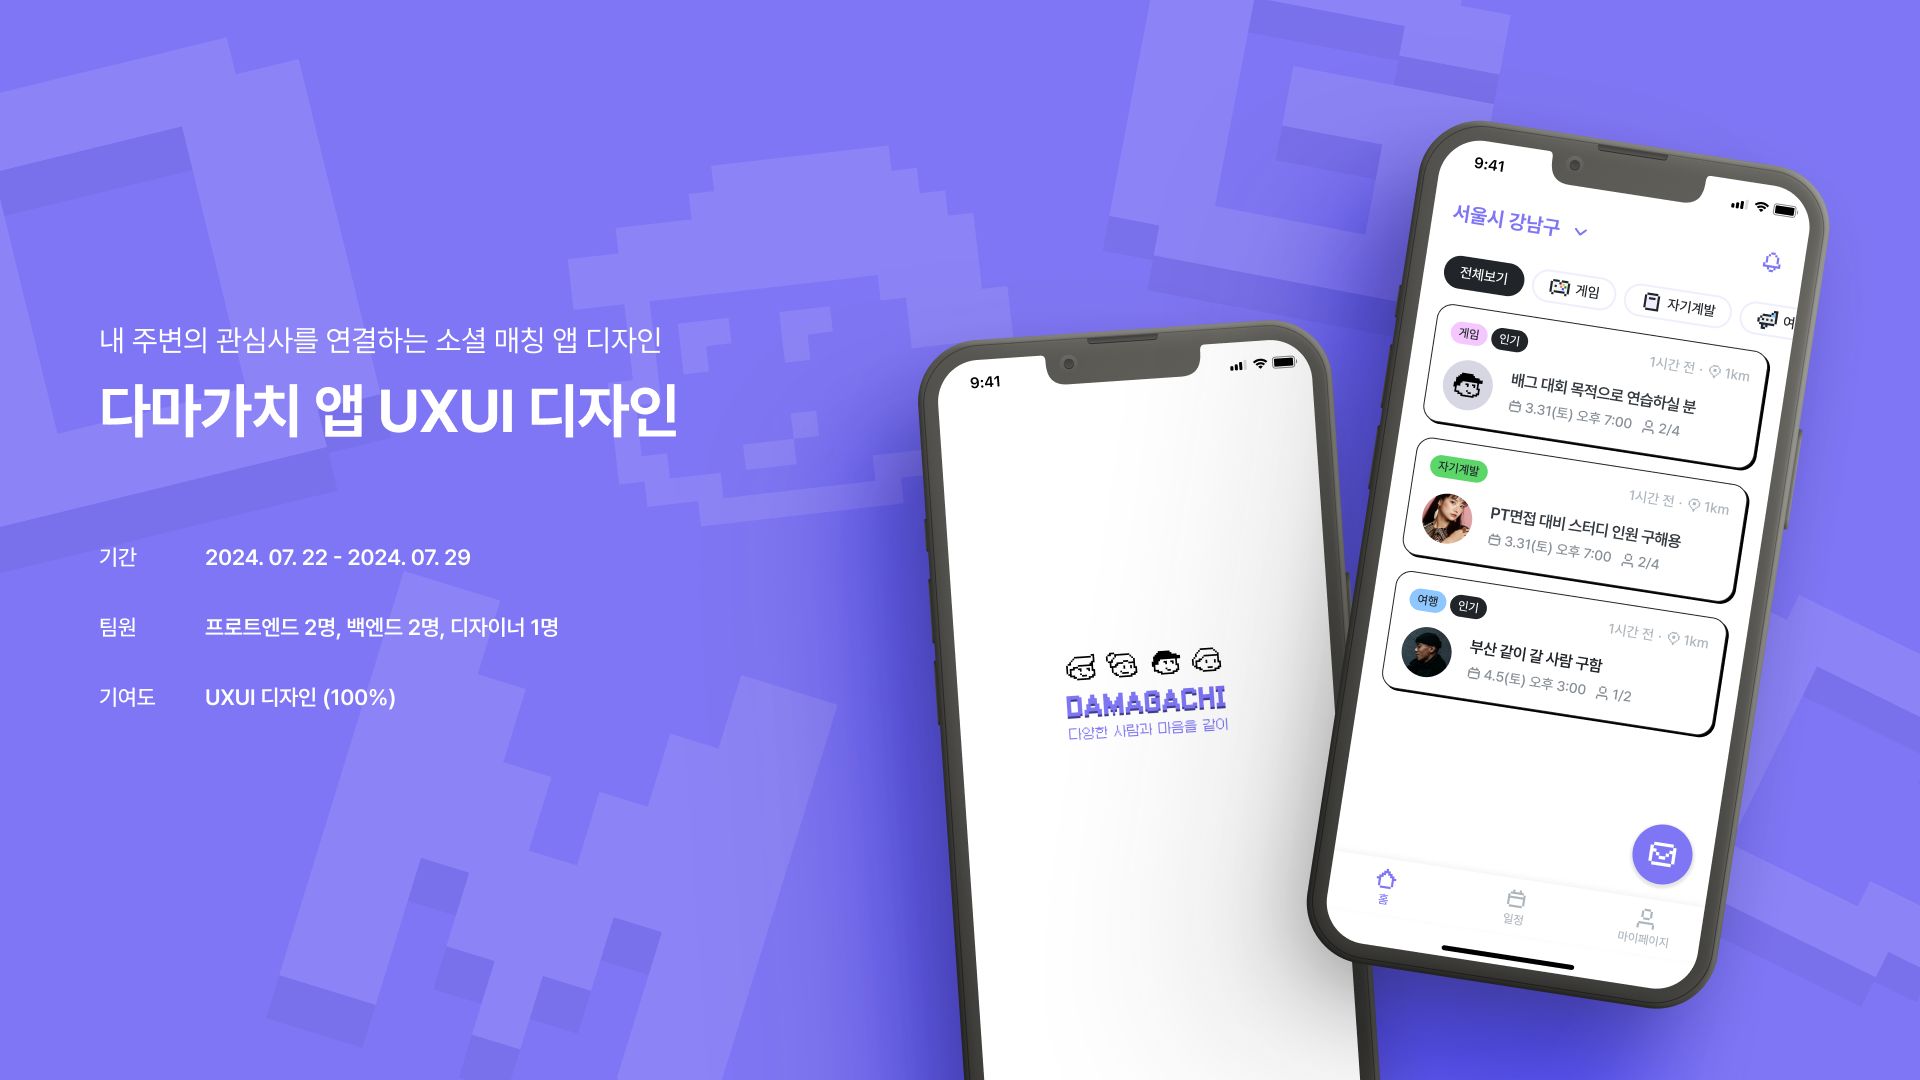 내 주변의 관심사를 연결하는 소셜 매칭 앱 디자인
다마가치 앱 UXUI 디자인
기간 2024. 07. 22 - 2024. 07. 29
팀원 프로트엔드 2명, 백엔드 2명, 디자이너 1명
기여도 UXUI 디자인 (100%)
9:41
DAMAGACHI
다양한 사람과 마음을 같이
9:41
서울시 강남구
전체보기 게임 자기계발 여
게임 인기
1시간 전 · 1km
배그 대회 목적으로 연습하실 분
3.31(토) 오후 7:00 2/4
자기계발
1시간 전 · 1km
PT면접 대비 스터디 인원 구해용
3.31(토) 오후 7:00 2/4
여행 인기
1시간 전 · 1km
부산 같이 갈 사람 구함
4.5(토) 오후 3:00 1/2
홈 일정 마이페이지